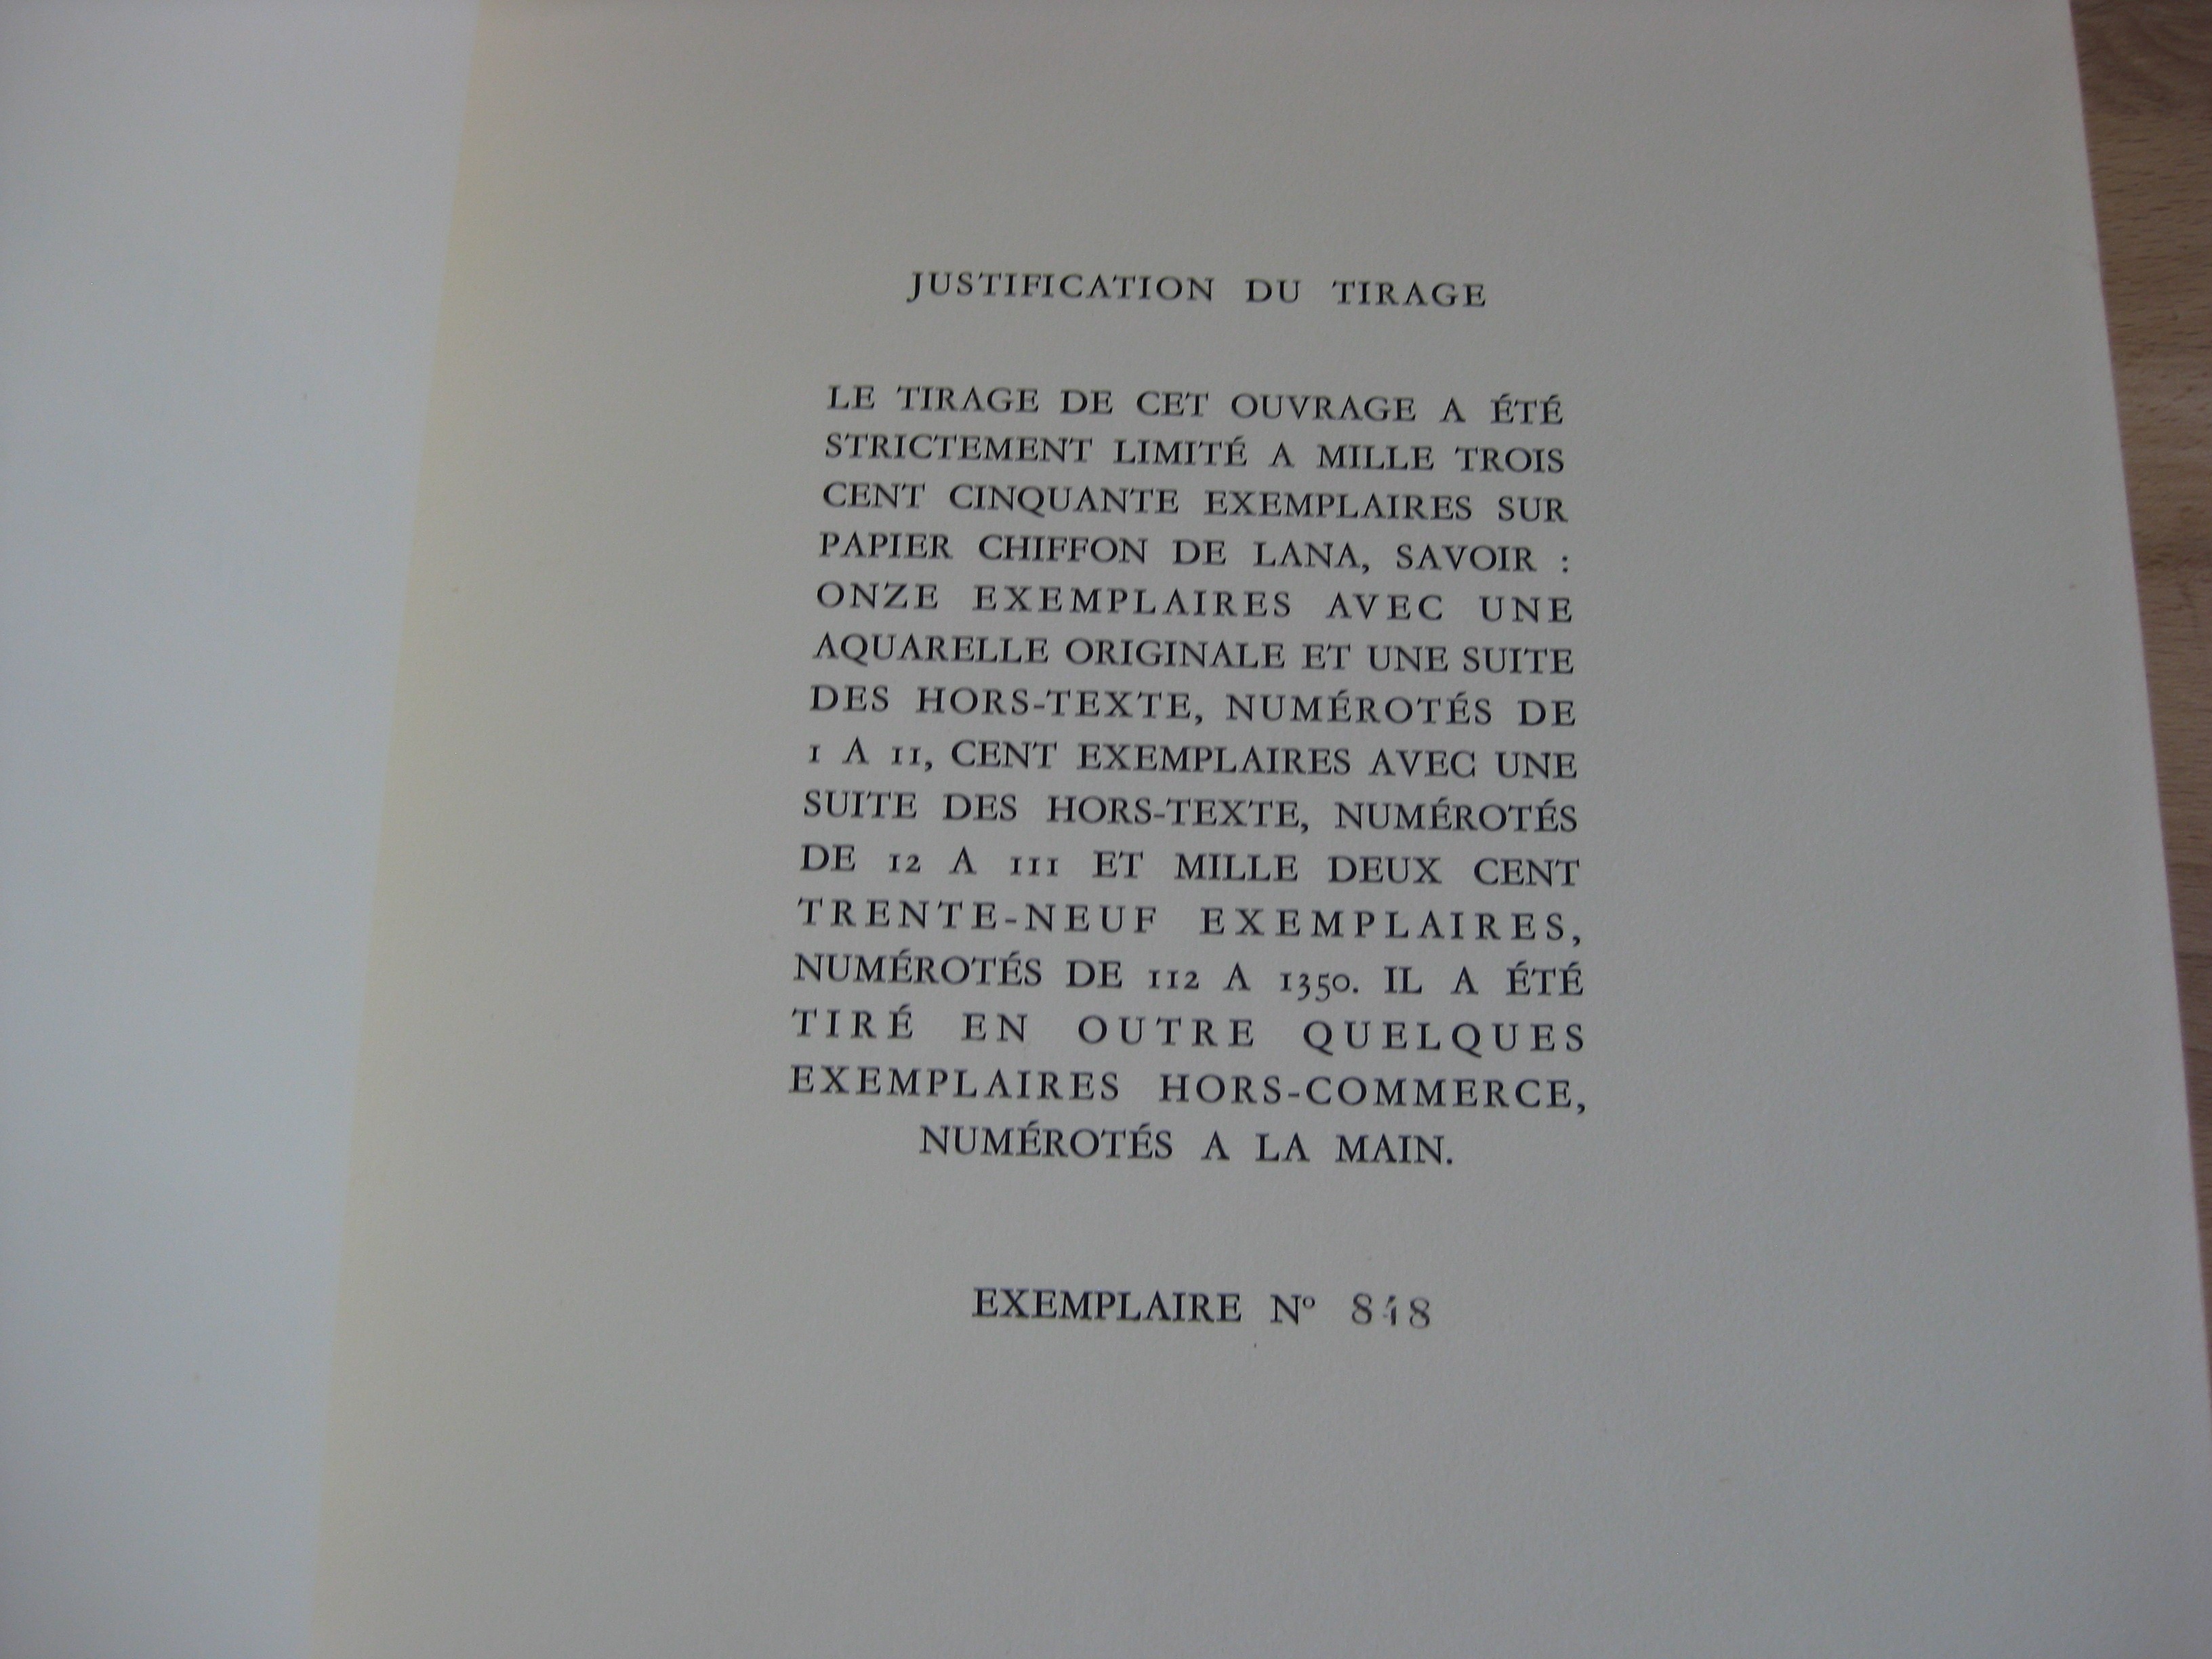 JUSTIFICATION DU TIRAGE
LE TIRAGE DE CET OUVRAGE A ÉTÉ
STRICTEMENT LIMITÉ A MILLE TROIS
CENT CINQUANTE EXEMPLAIRES SUR
PAPIER CHIFFON DE LANA, SAVOIR :
ONZE EXEMPLAIRES AVEC UNE
AQUARELLE ORIGINALE ET UNE SUITE
DES HORS-TEXTE, NUMÉROTÉS DE
1 A 11, CENT EXEMPLAIRES AVEC UNE
SUITE DES HORS-TEXTE, NUMÉROTÉS
DE 12 A 111 ET MILLE DEUX CENT
TRENTE-NEUF EXEMPLAIRES,
NUMÉROTÉS DE 112 A 1350. IL A ÉTÉ
TIRÉ EN OUTRE QUELQUES
EXEMPLAIRES HORS-COMMERCE,
NUMÉROTÉS A LA MAIN.
EXEMPLAIRE Nº